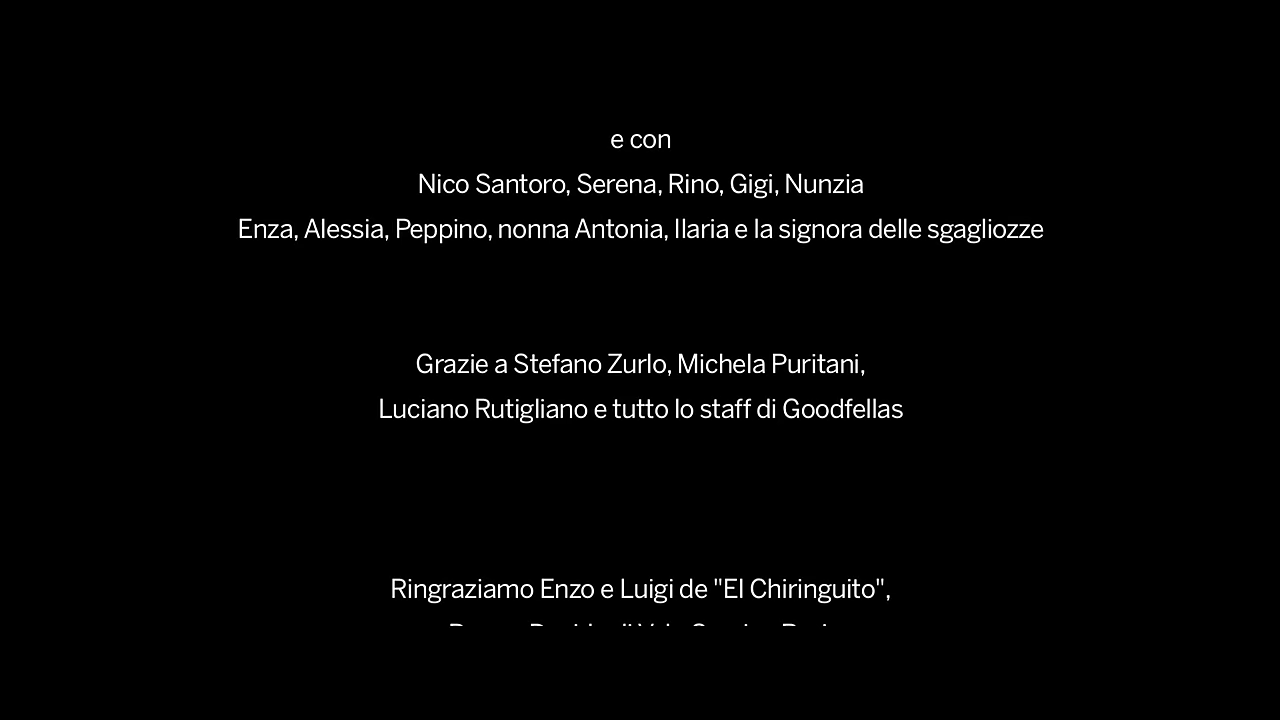 e con
Nico Santoro, Serena, Rino, Gigi, Nunzia
Enza, Alessia, Peppino, nonna Antonia, Ilaria e la signora delle sgagliozze
Grazie a Stefano Zurlo, Michela Puritani,
Luciano Rutigliano e tutto lo staff di Goodfellas
Ringraziamo Enzo e Luigi de "El Chiringuito",